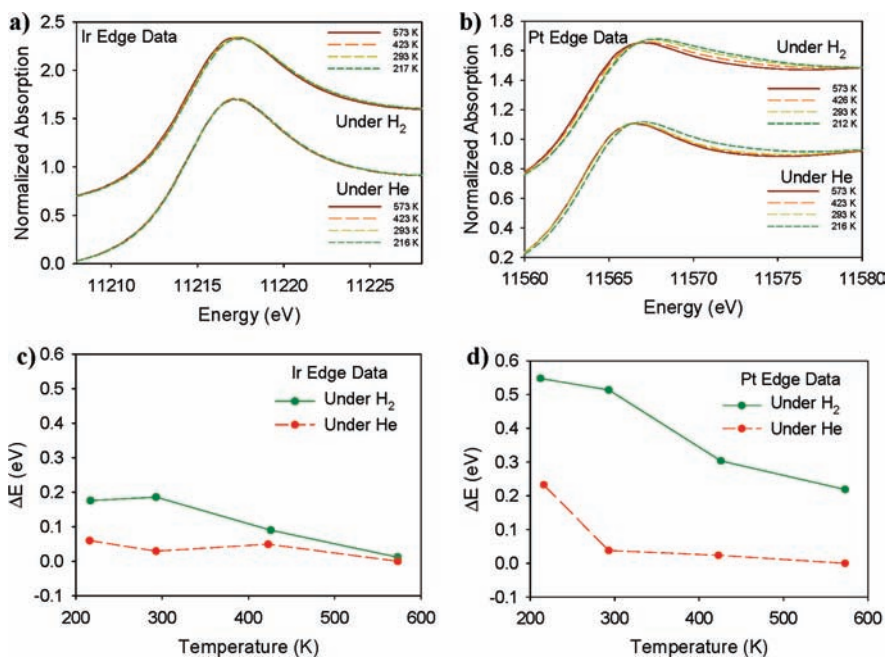 a)
Ir Edge Data
573 K
423 K
293 K
217 K
Under H2
Under He
573 K
423 K
293 K
216 K
Normalized Absorption
0.0
0.5
1.0
1.5
2.0
2.5
11210
11215
11220
11225
Energy (eV)
b)
Pt Edge Data
Under H2
573 K
426 K
293 K
212 K
Under He
573 K
423 K
293 K
216 K
Normalized Absorption
0.2
0.4
0.6
0.8
1.0
1.2
1.4
1.6
1.8
11560
11565
11570
11575
11580
Energy (eV)
c)
Ir Edge Data
Under H2
Under He
ΔE (eV)
-0.1
0.0
0.1
0.2
0.3
0.4
0.5
0.6
200
300
400
500
600
Temperature (K)
d)
Pt Edge Data
Under H2
Under He
ΔE (eV)
-0.1
0.0
0.1
0.2
0.3
0.4
0.5
0.6
200
300
400
500
600
Temperature (K)